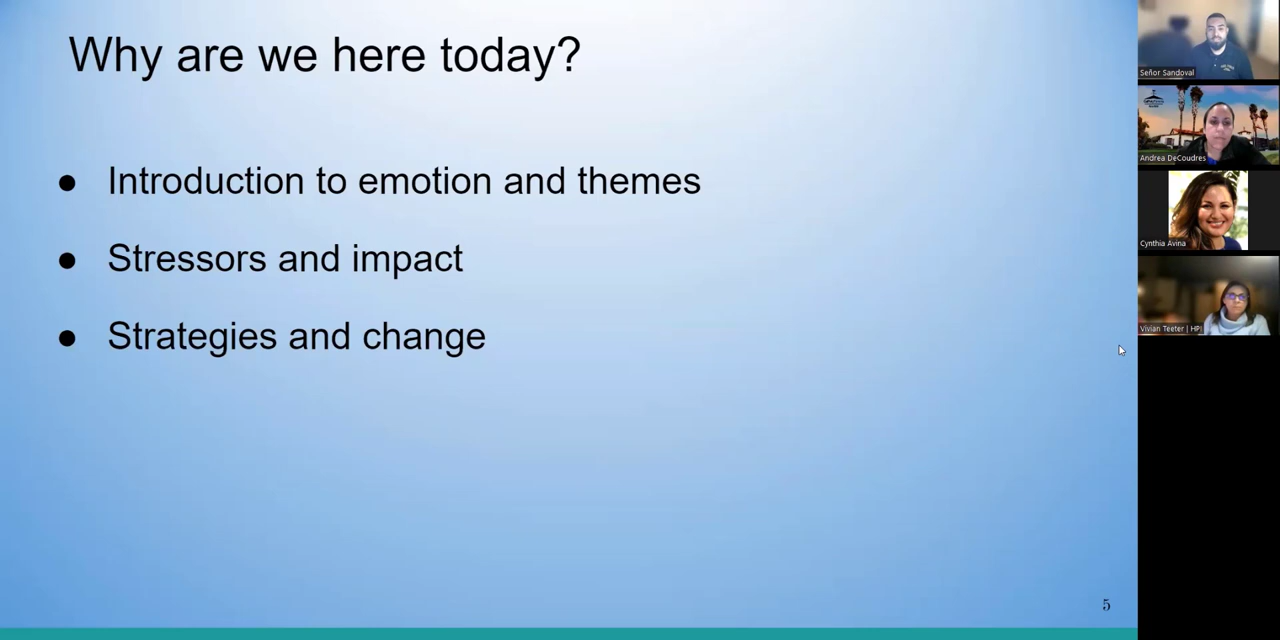 Why are we here today?
● Introduction to emotion and themes
● Stressors and impact
● Strategies and change
5
Señor Sandoval
Andrea DeCoudres
Cynthia Avina
Vivian Teeter | HPI